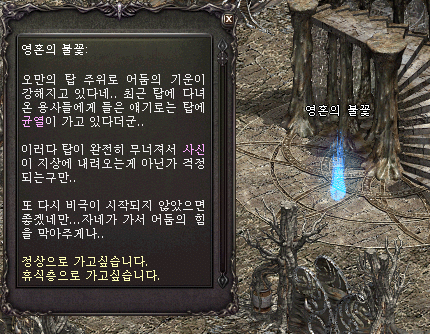 영혼의 불꽃:
오만의 탑 주위로 어둠의 기운이
강해지고 있다네.. 최근 탑에 다녀
온 용사들에게 들은 얘기로는 탑에
균열이 가고 있다더군..
이러다 탑이 완전히 무너져서 사신
이 지상에 내려오는게 아닌가 걱정
되는구만..
또 다시 비극이 시작되지 않았으면
좋겠네만...자네가 가서 어둠의 힘
을 막아주게나..
정상으로 가고싶습니다.
휴식층으로 가고싶습니다.
영혼의 불꽃